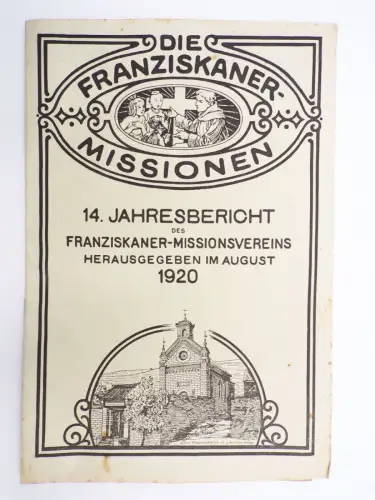 DIE
FRANZISKANER-
MISSIONEN
14. JAHRESBERICHT
DES
FRANZISKANER-MISSIONSVEREINS
HERAUSGEGEBEN IM AUGUST
1920